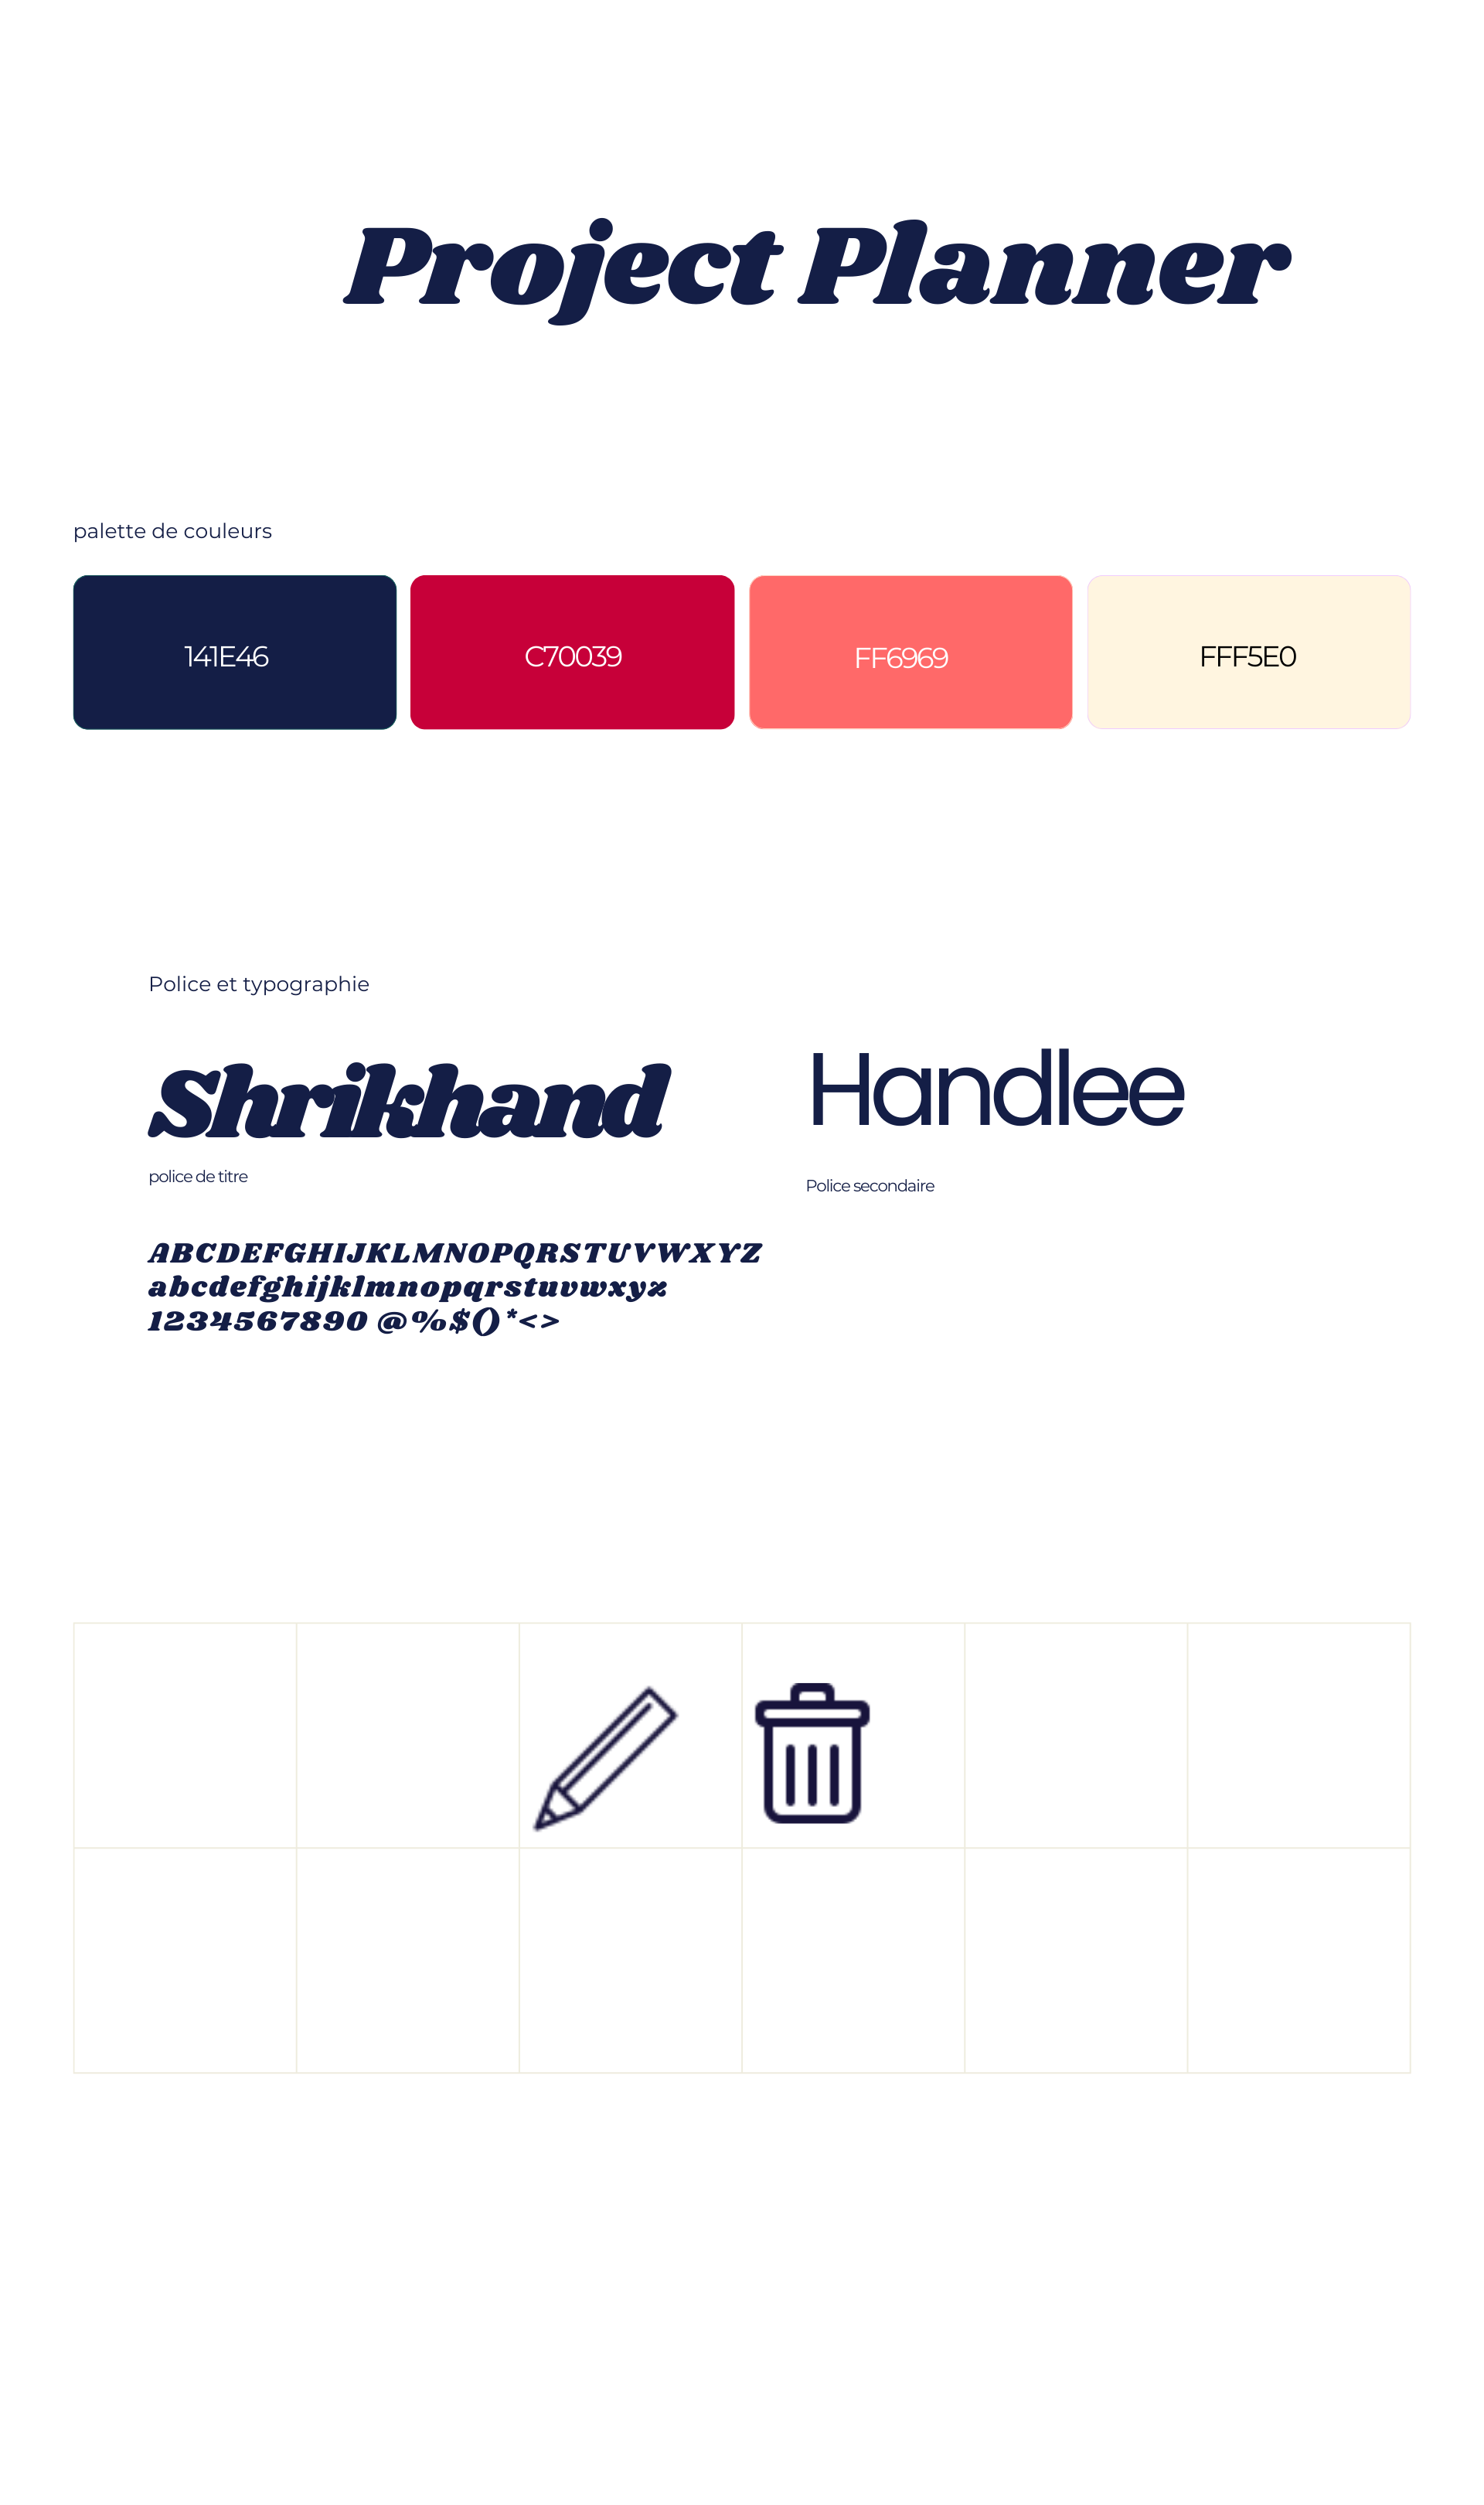 Project Planner
palette de couleurs
141E46
C70039
FF6969
FFF5E0
Police et typographie
Shrikhand
Handlee
police de titre
Police secondaire
ABCDEFGHIJKLMNOPQRSTUVWXYZ
abcdefghijklmnopqrstuvwxyz
1234567890 @%$()*<>